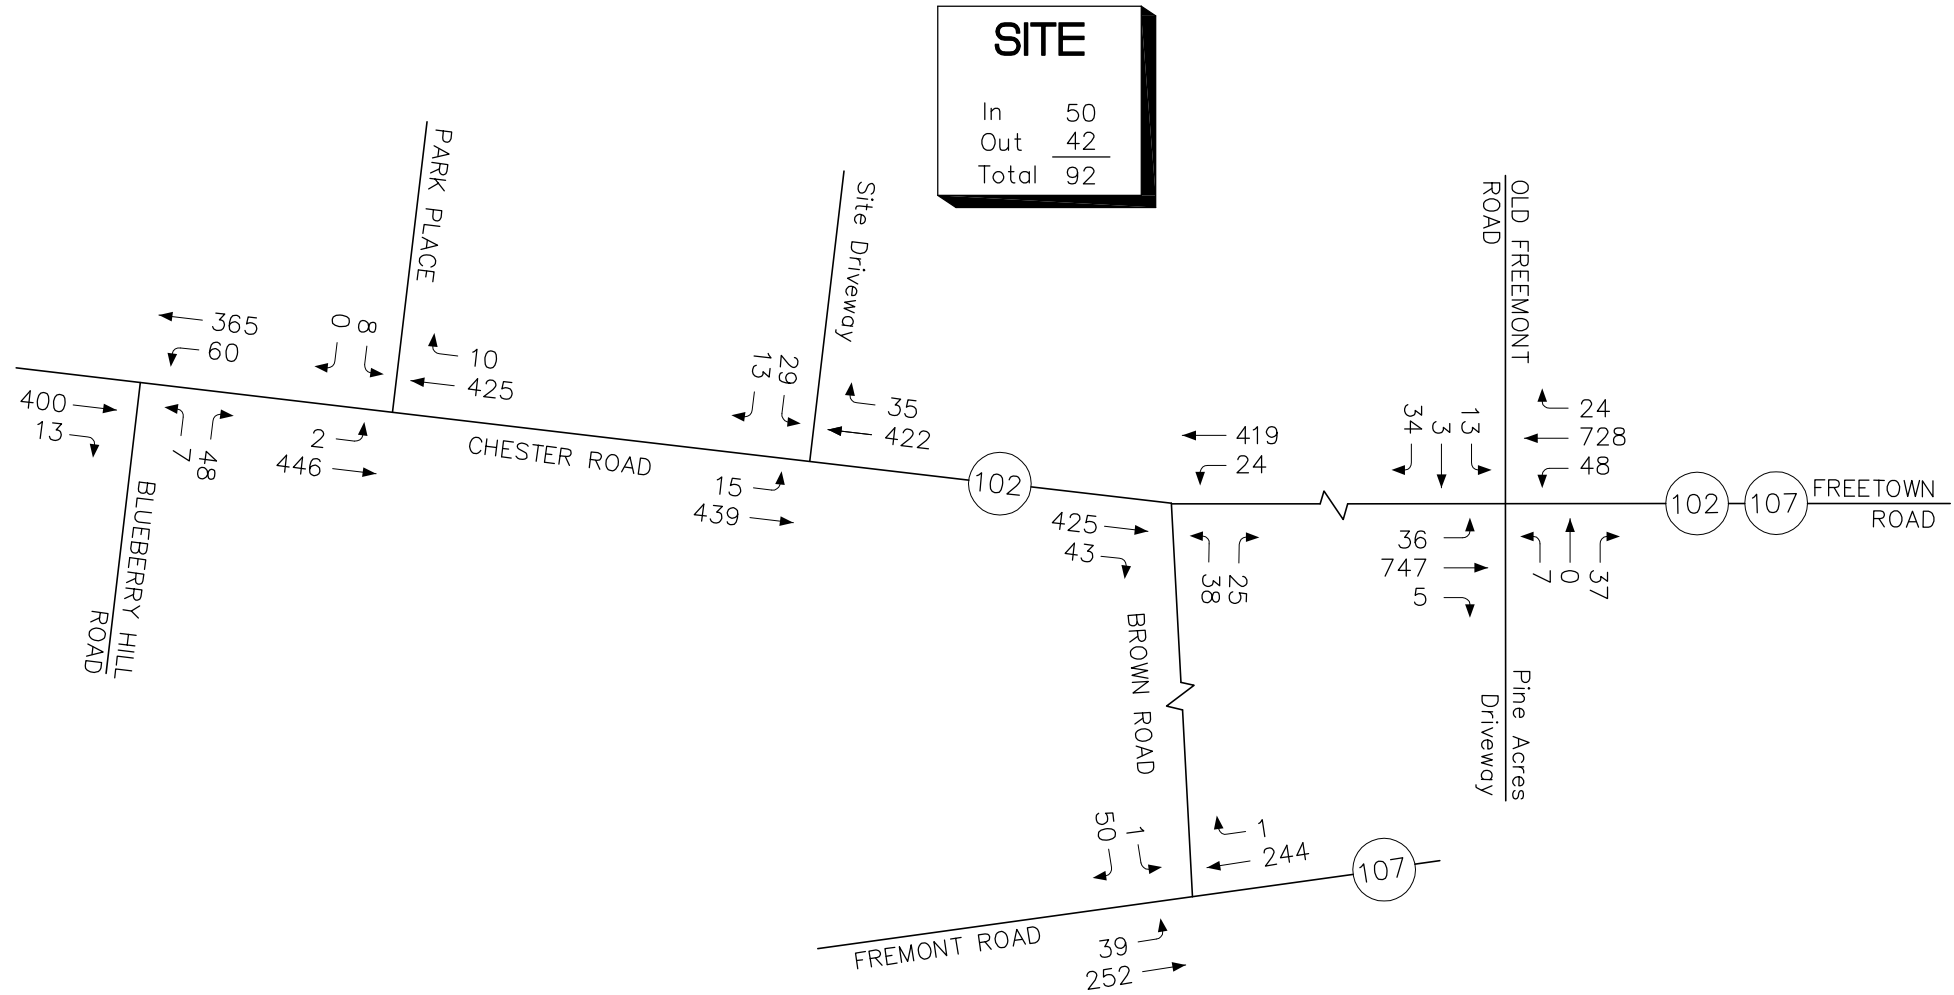 SITE
In 50
Out 42
Total 92
PARK PLACE
Site Driveway
OLD FREEMONT
ROAD
365
60
0
8
10
425
13
29
35
422
419
24
34
3
13
24
728
48
400
13
7
48
2
446
CHESTER ROAD
15
439
102
425
43
38
25
36
747
5
7
0
37
102
107
FREETOWN
ROAD
BLUEBERRY HILL
ROAD
BROWN ROAD
Pine Acres
Driveway
50
1
1
244
107
FREMONT ROAD
39
252